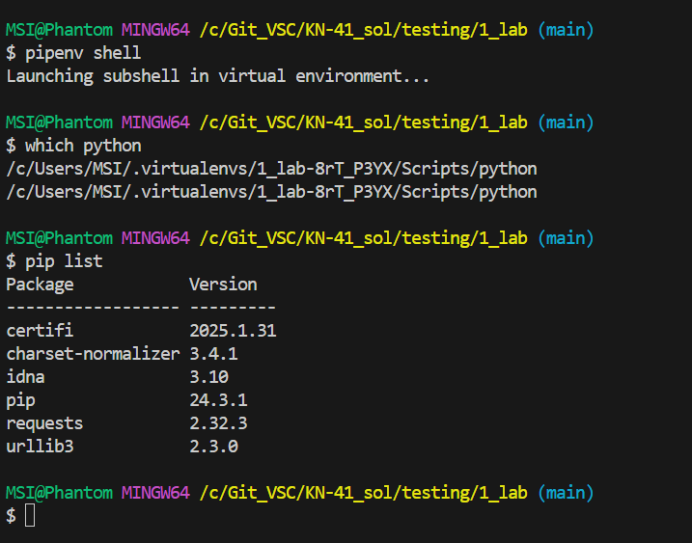 MSI@Phantom MINGW64 /c/Git_VSC/KN-41_sol/testing/1_lab (main)
$ pipenv shell
Launching subshell in virtual environment...
MSI@Phantom MINGW64 /c/Git_VSC/KN-41_sol/testing/1_lab (main)
$ which python
/c/Users/MSI/.virtualenvs/1_lab-8rT_P3YX/Scripts/python
/c/Users/MSI/.virtualenvs/1_lab-8rT_P3YX/Scripts/python
MSI@Phantom MINGW64 /c/Git_VSC/KN-41_sol/testing/1_lab (main)
$ pip list
Package            Version
------------------ ---------
certifi            2025.1.31
charset-normalizer 3.4.1
idna               3.10
pip                24.3.1
requests           2.32.3
urllib3            2.3.0
MSI@Phantom MINGW64 /c/Git_VSC/KN-41_sol/testing/1_lab (main)
$